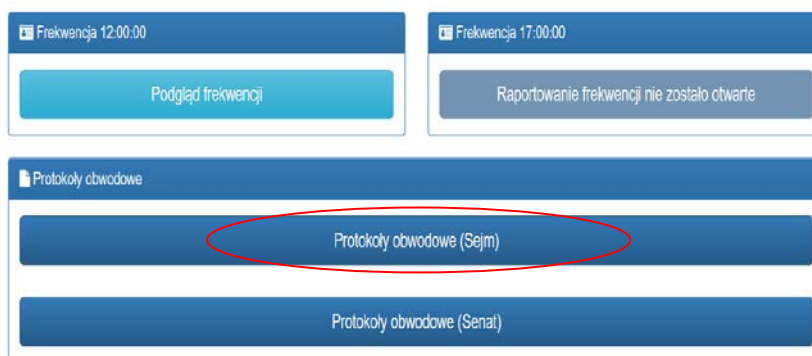 Frekwencja 12:00:00
Podgląd frekwencji
Frekwencja 17:00:00
Raportowanie frekwencji nie zostało otwarte
Protokoły obwodowe
Protokoły obwodowe (Sejm)
Protokoły obwodowe (Senat)